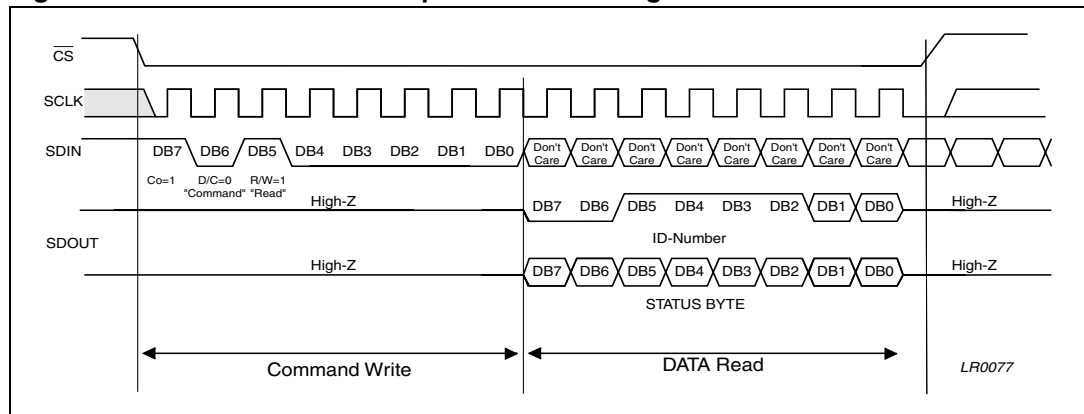 CS
SCLK
SDIN DB7 DB6 DB5 DB4 DB3 DB2 DB1 DB0 Don't Care Don't Care Don't Care Don't Care Don't Care Don't Care Don't Care Don't Care
Co=1 D/C=0 R/W=1
"Command" "Read"
High-Z DB7 DB6 DB5 DB4 DB3 DB2 DB1 DB0 High-Z
ID-Number
SDOUT
High-Z DB7 DB6 DB5 DB4 DB3 DB2 DB1 DB0 High-Z
STATUS BYTE
Command Write DATA Read LR0077